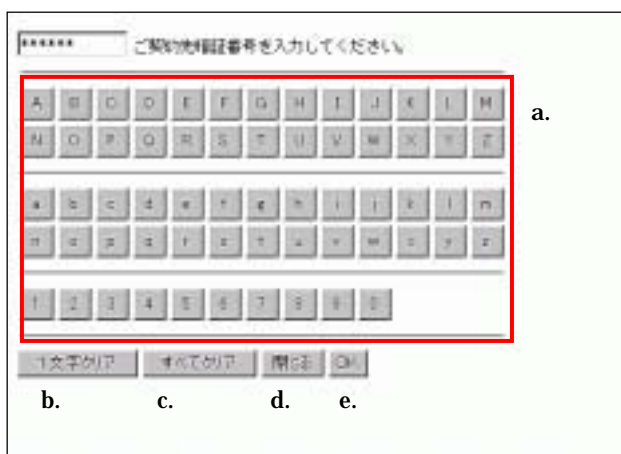 ****** ご契約先暗証番号を入力してください。
A B C D E F G H I J K L M
a.
N O P Q R S T U V W X Y Z
a b c d e f g h i j k l m
n o p q r s t u v w x y z
1 2 3 4 5 6 7 8 9 0
1文字クリア すべてクリア 閉じる OK
b. c. d. e.